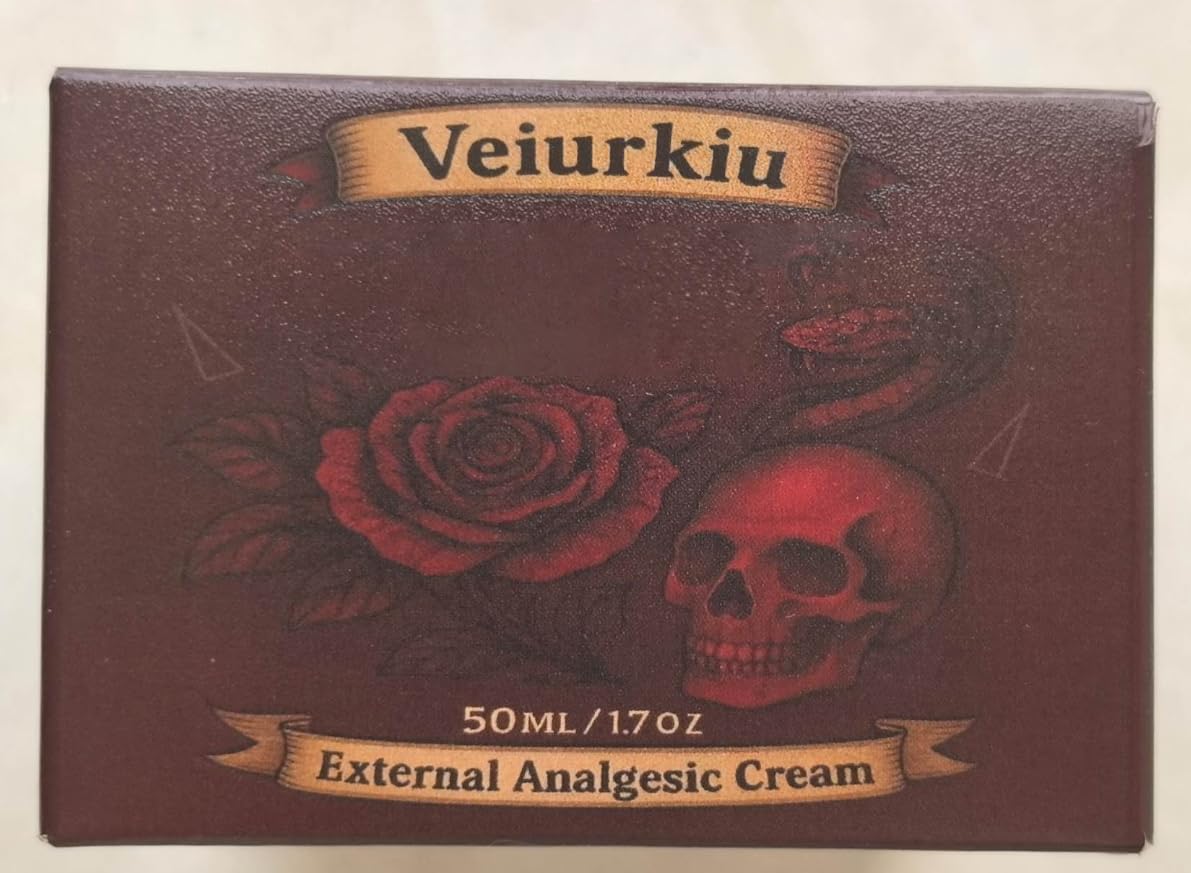 Veiurkiu
50ML/1.7OZ
External Analgesic Cream